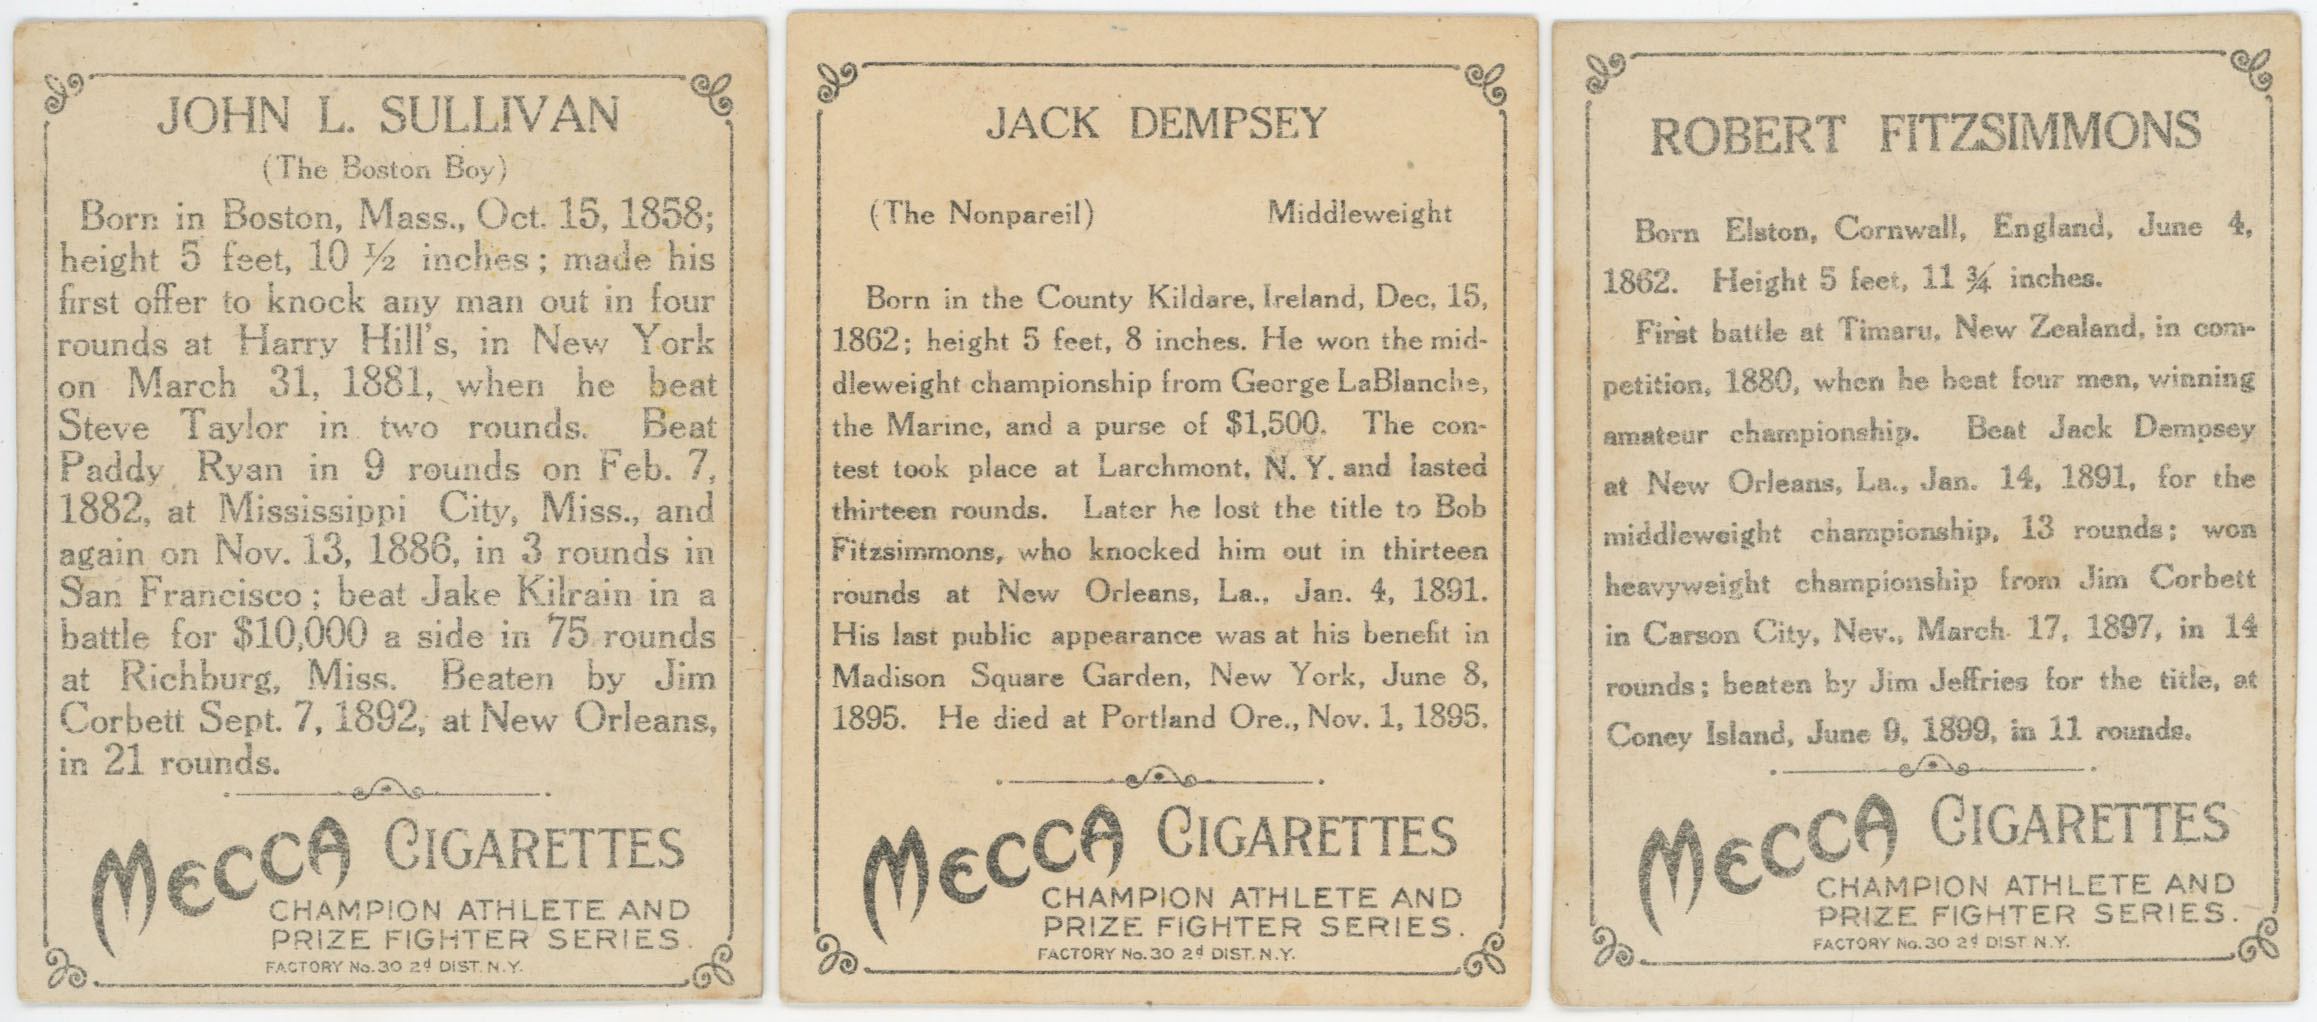 JOHN L. SULLIVAN
(The Boston Boy)
Born in Boston, Mass., Oct. 15, 1858;
height 5 feet, 10 ½ inches; made his
first offer to knock any man out in four
rounds at Harry Hill's, in New York
on March 31, 1881, when he beat
Steve Taylor in two rounds. Beat
Paddy Ryan in 9 rounds on Feb. 7,
1882, at Mississippi City, Miss., and
again on Nov. 13, 1886, in 3 rounds in
San Francisco; beat Jake Kilrain in a
battle for $10,000 a side in 75 rounds
at Richburg, Miss. Beaten by Jim
Corbett Sept. 7, 1892, at New Orleans,
in 21 rounds.
MECCA CIGARETTES
CHAMPION ATHLETE AND
PRIZE FIGHTER SERIES.
FACTORY No. 30 2d DIST. N.Y.
JACK DEMPSEY
(The Nonpareil) Middleweight
Born in the County Kildare, Ireland, Dec. 15,
1862; height 5 feet, 8 inches. He won the mid-
dleweight championship from George LaBlanche,
the Marine, and a purse of $1,500. The con-
test took place at Larchmont, N. Y. and lasted
thirteen rounds. Later he lost the title to Bob
Fitzsimmons, who knocked him out in thirteen
rounds at New Orleans, La., Jan. 4, 1891.
His last public appearance was at his benefit in
Madison Square Garden, New York, June 8,
1895. He died at Portland Ore., Nov. 1, 1895.
MECCA CIGARETTES
CHAMPION ATHLETE AND
PRIZE FIGHTER SERIES.
FACTORY No. 30 2d DIST. N.Y.
ROBERT FITZSIMMONS
Born Elston, Cornwall, England, June 4,
1862. Height 5 feet, 11 ¾ inches.
First battle at Timaru, New Zealand, in com-
petition, 1880, when he beat four men, winning
amateur championship. Beat Jack Dempsey
at New Orleans, La., Jan. 14, 1891, for the
middleweight championship, 13 rounds; won
heavyweight championship from Jim Corbett
in Carson City, Nev., March 17, 1897, in 14
rounds; beaten by Jim Jeffries for the title, at
Coney Island, June 9, 1899, in 11 rounds.
MECCA CIGARETTES
CHAMPION ATHLETE AND
PRIZE FIGHTER SERIES.
FACTORY No. 30 2d DIST. N.Y.